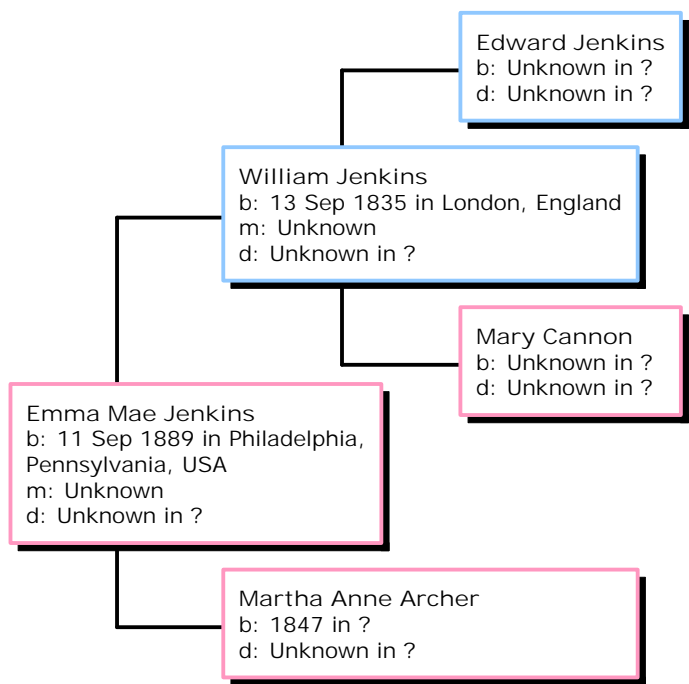 Edward Jenkins
b: Unknown in ?
d: Unknown in ?
William Jenkins
b: 13 Sep 1835 in London, England
m: Unknown
d: Unknown in ?
Mary Cannon
b: Unknown in ?
d: Unknown in ?
Emma Mae Jenkins
b: 11 Sep 1889 in Philadelphia,
Pennsylvania, USA
m: Unknown
d: Unknown in ?
Martha Anne Archer
b: 1847 in ?
d: Unknown in ?